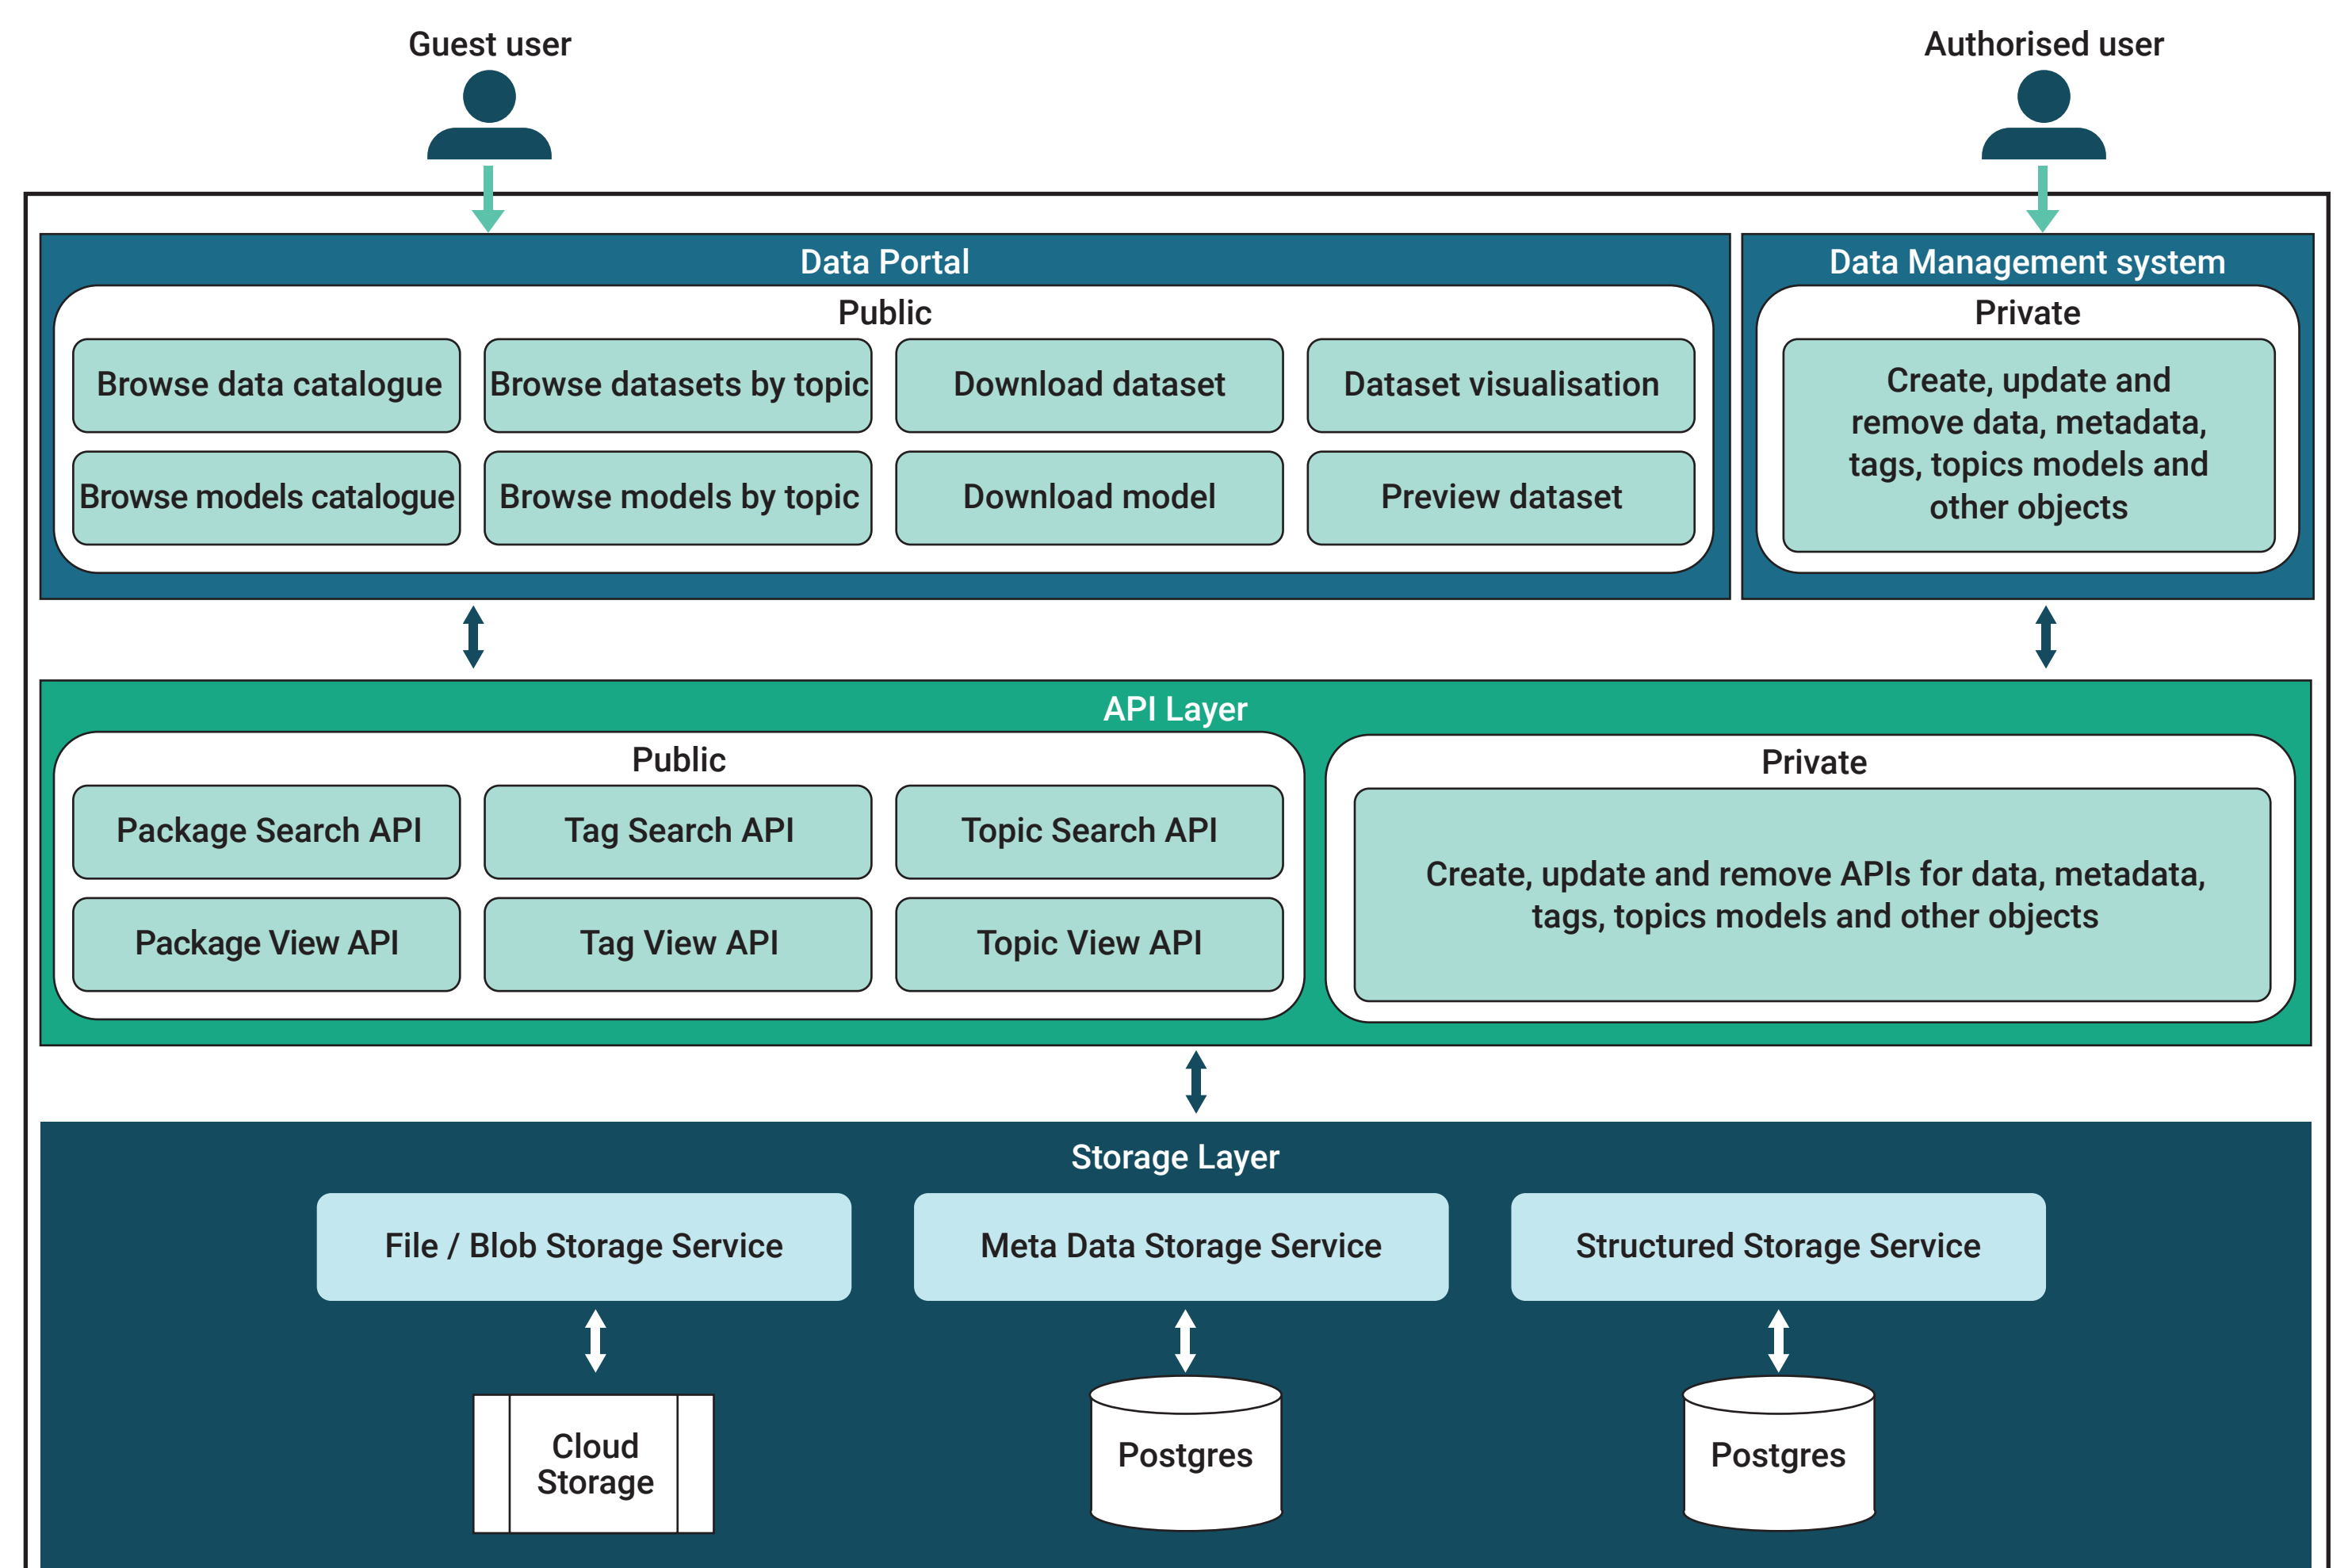 Guest user
Authorised user
Data Portal
Public
Browse data catalogue
Browse datasets by topic
Download dataset
Dataset visualisation
Browse models catalogue
Browse models by topic
Download model
Preview dataset
Data Management system
Private
Create, update and
remove data, metadata,
tags, topics models and
other objects
API Layer
Public
Package Search API
Tag Search API
Topic Search API
Package View API
Tag View API
Topic View API
Private
Create, update and remove APIs for data, metadata,
tags, topics models and other objects
Storage Layer
File / Blob Storage Service
Meta Data Storage Service
Structured Storage Service
Cloud
Storage
Postgres
Postgres